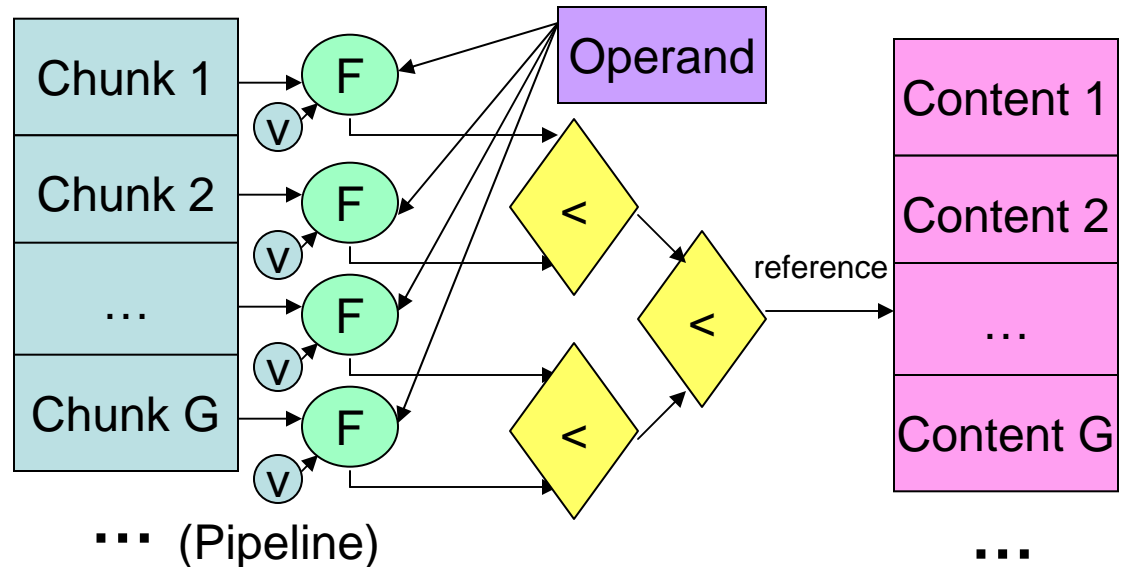 Chunk 1
Chunk 2
…
Chunk G
… (Pipeline)
F
v
F
v
F
v
F
v
Operand
<
<
<
reference
Content 1
Content 2
…
Content G
…